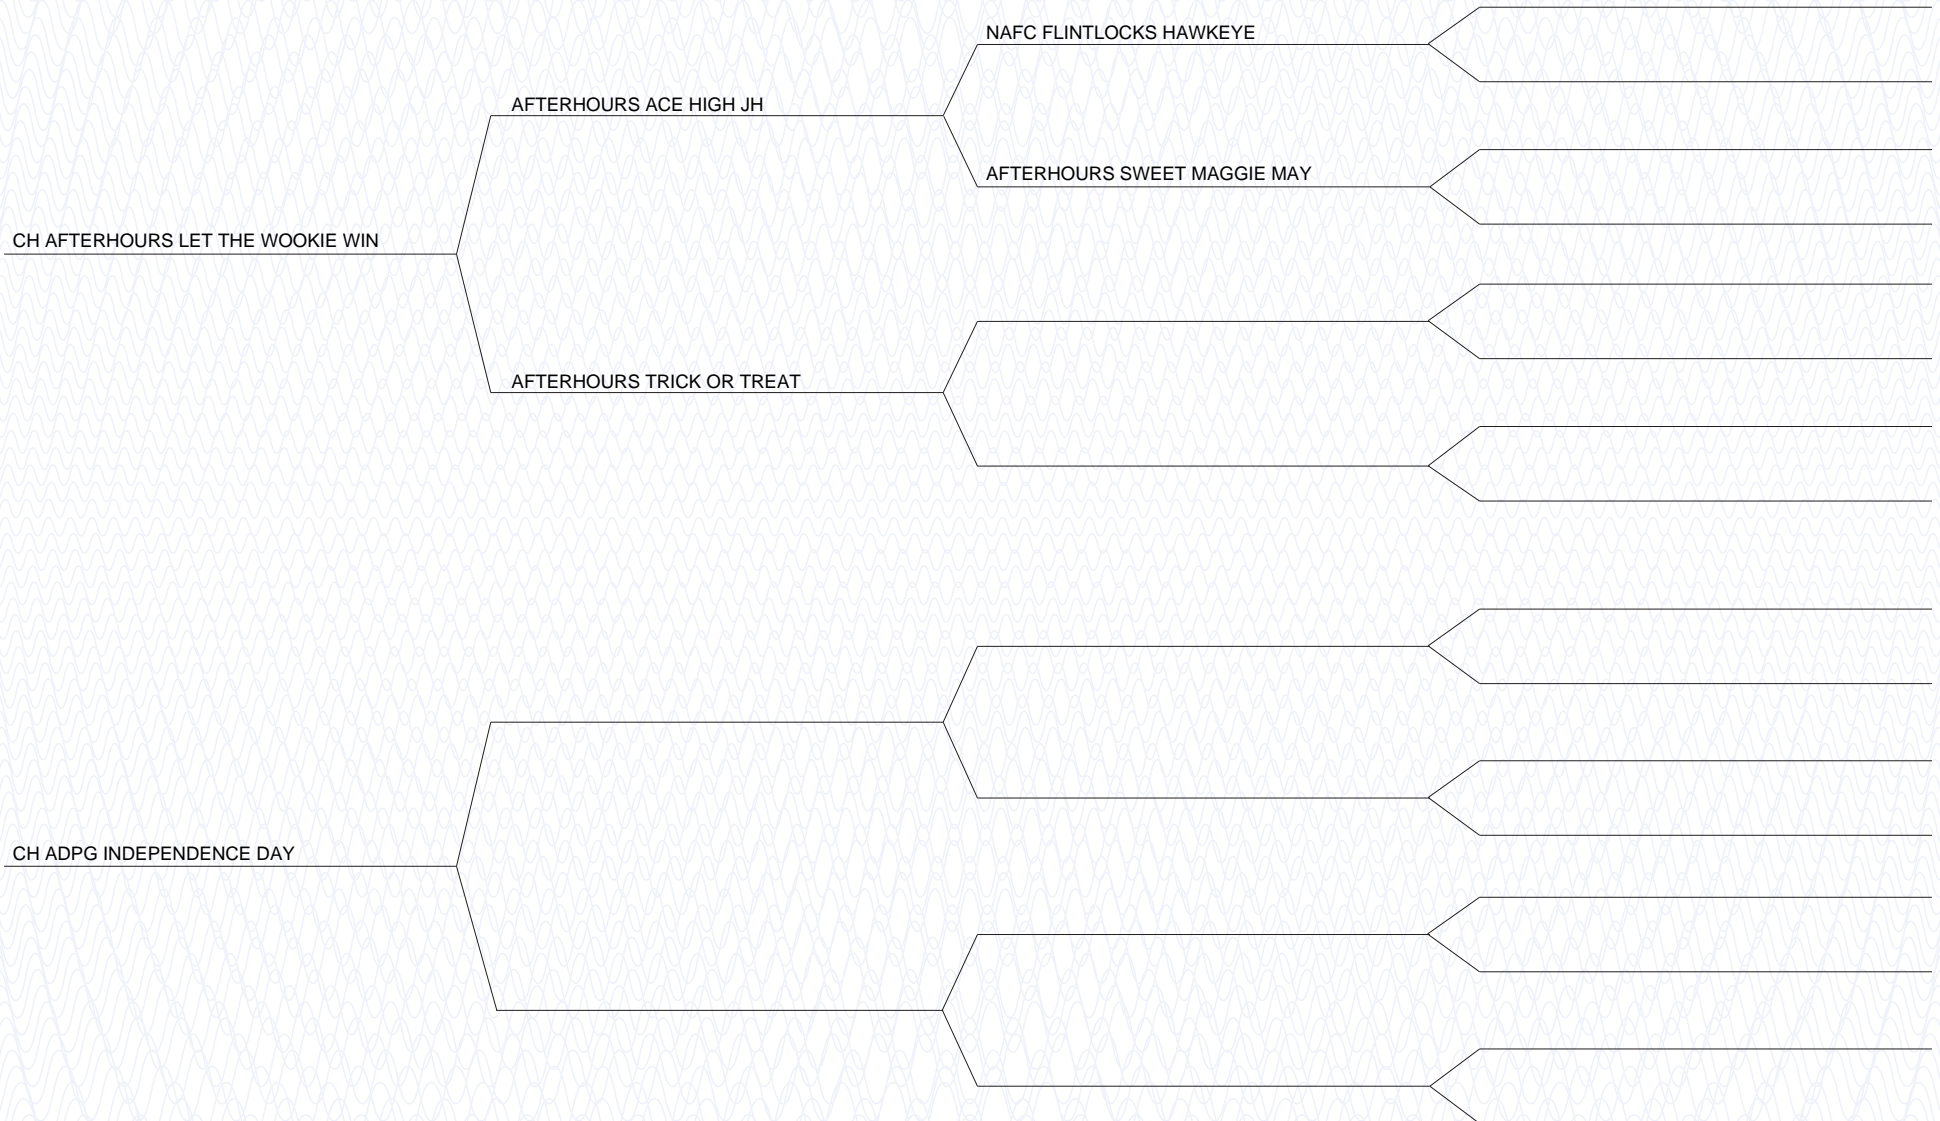 NAFC FLINTLOCKS HAWKEYE
AFTERHOURS ACE HIGH JH
AFTERHOURS SWEET MAGGIE MAY
CH AFTERHOURS LET THE WOOKIE WIN
AFTERHOURS TRICK OR TREAT
CH ADPG INDEPENDENCE DAY